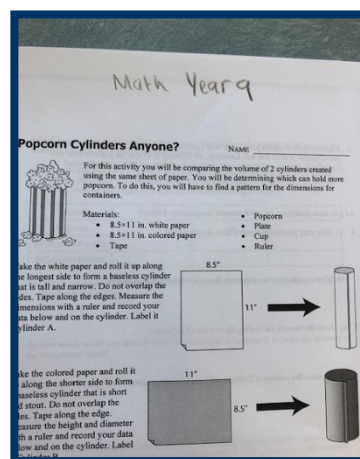 Math Year 9
Popcorn Cylinders Anyone?
NAME
For this activity you will be comparing the volume of 2 cylinders created
using the same sheet of paper. You will be determining which can hold more
popcorn. To do this, you will have to find a pattern for the dimensions for
containers.
Materials:
• 8.5×11 in. white paper
• 8.5×11 in. colored paper
• Tape
• Popcorn
• Plate
• Cup
• Ruler
ake the white paper and roll it up along
he longest side to form a baseless cylinder
hat is tall and narrow. Do not overlap the
ides. Tape along the edges. Measure the
imensions with a ruler and record your
ata below and on the cylinder. Label it
ylinder A.
8.5"
11"
ake the colored paper and roll it
along the shorter side to form
baseless cylinder that is short
d stout. Do not overlap the
les. Tape along the edge.
easure the height and diameter
th a ruler and record your data
low and on the cylinder. Label
11"
8.5"